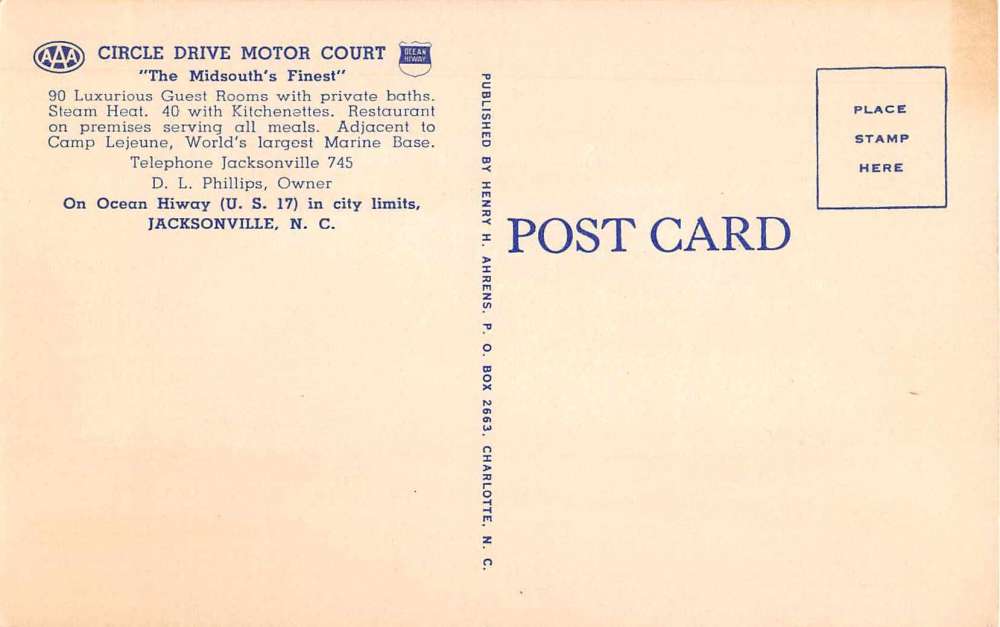 AAA
CIRCLE DRIVE MOTOR COURT
OCEAN
HIWAY
"The Midsouth's Finest"
90 Luxurious Guest Rooms with private baths.
Steam Heat. 40 with Kitchenettes. Restaurant
on premises serving all meals. Adjacent to
Camp Lejeune, World's largest Marine Base.
Telephone Jacksonville 745
D. L. Phillips, Owner
On Ocean Hiway (U. S. 17) in city limits,
JACKSONVILLE, N. C.
PUBLISHED BY HENRY H. AHRENS, P. O. BOX 2663, CHARLOTTE, N. C.
POST CARD
PLACE
STAMP
HERE